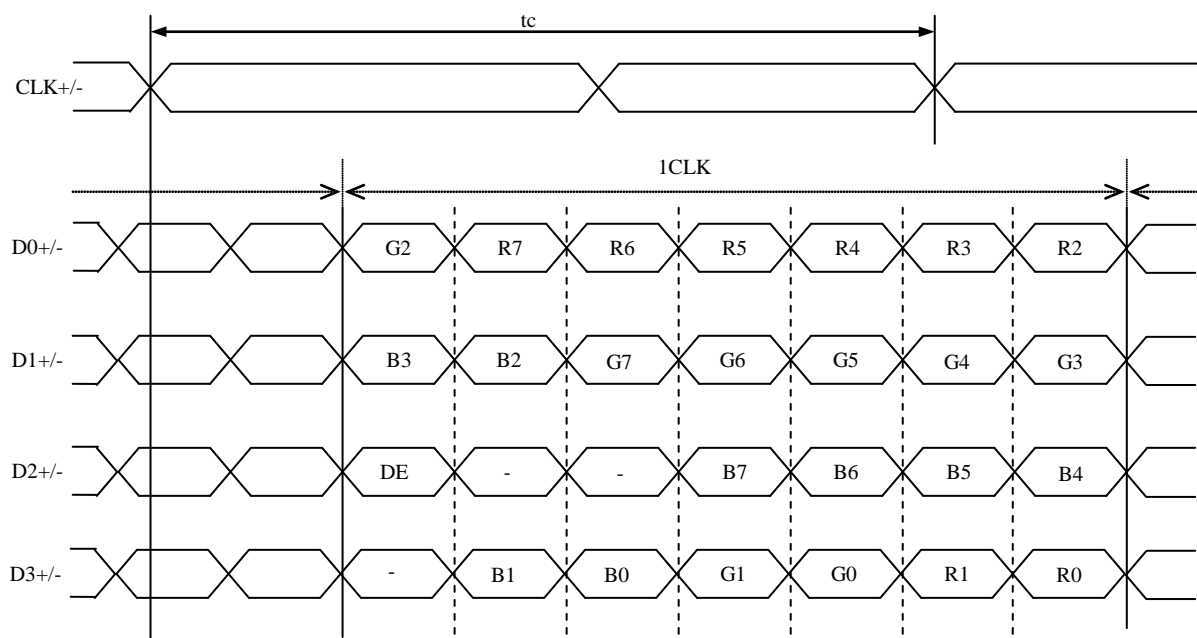 tc
CLK+/-
1CLK
D0+/- G2 R7 R6 R5 R4 R3 R2
D1+/- B3 B2 G7 G6 G5 G4 G3
D2+/- DE - - B7 B6 B5 B4
D3+/- - B1 B0 G1 G0 R1 R0